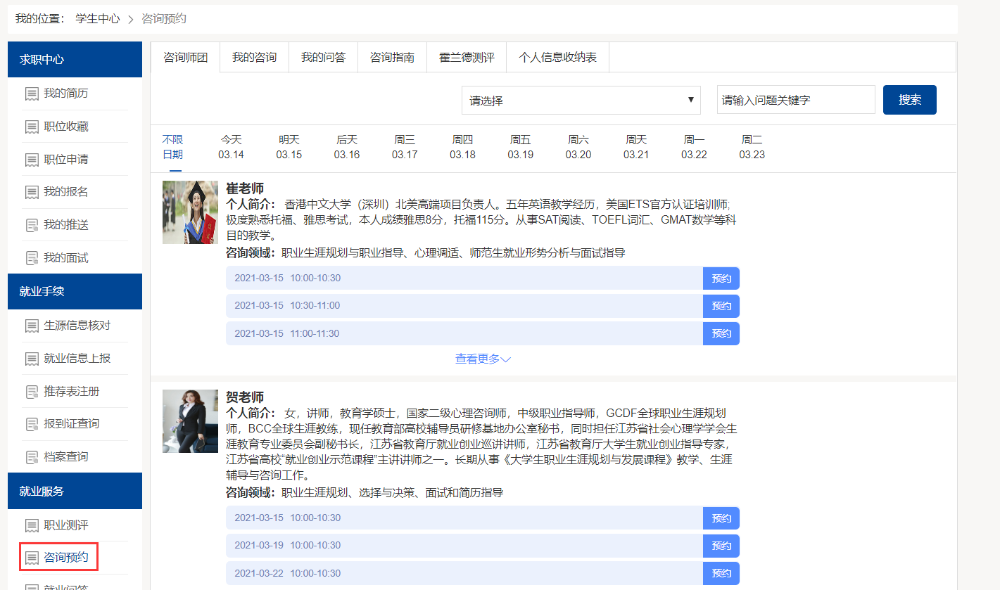 我的位置： 学生中心 > 咨询预约
求职中心
我的简历
职位收藏
职位申请
我的报名
我的推送
我的面试
就业手续
生源信息核对
就业信息上报
推荐表注册
报到证查询
档案查询
就业服务
职业测评
咨询预约
就业问答
咨询师团 我的咨询 我的问答 咨询指南 霍兰德测评 个人信息收纳表
请选择 请输入问题关键字 搜索
不限 今天 明天 后天 周三 周四 周五 周六 周天 周一 周二
日期 03.14 03.15 03.16 03.17 03.18 03.19 03.20 03.21 03.22 03.23
崔老师
个人简介： 香港中文大学（深圳）北美高端项目负责人。五年英语教学经历，美国ETS官方认证培训师;
极度熟悉托福、雅思考试，本人成绩雅思8分，托福115分。从事SAT阅读、TOEFL词汇、GMAT数学等科
目的教学。
咨询领域：职业生涯规划与职业指导、心理调适、师范生就业形势分析与面试指导
2021-03-15 10:00-10:30 预约
2021-03-15 10:30-11:00 预约
2021-03-15 11:00-11:30 预约
查看更多
贺老师
个人简介： 女，讲师，教育学硕士，国家二级心理咨询师，中级职业指导师，GCDF全球职业生涯规划
师，BCC全球生涯教练，现任教育部高校辅导员研修基地办公室秘书，同时担任江苏省社会心理学学会生
涯教育专业委员会副秘书长，江苏省教育厅就业创业巡讲讲师，江苏省教育厅大学生就业创业指导专家，
江苏省高校“就业创业示范课程”主讲讲师之一。长期从事《大学生职业生涯规划与发展课程》教学、生涯
辅导与咨询工作。
咨询领域：职业生涯规划、选择与决策、面试和简历指导
2021-03-15 10:00-10:30 预约
2021-03-19 10:00-10:30 预约
2021-03-22 10:00-10:30 预约